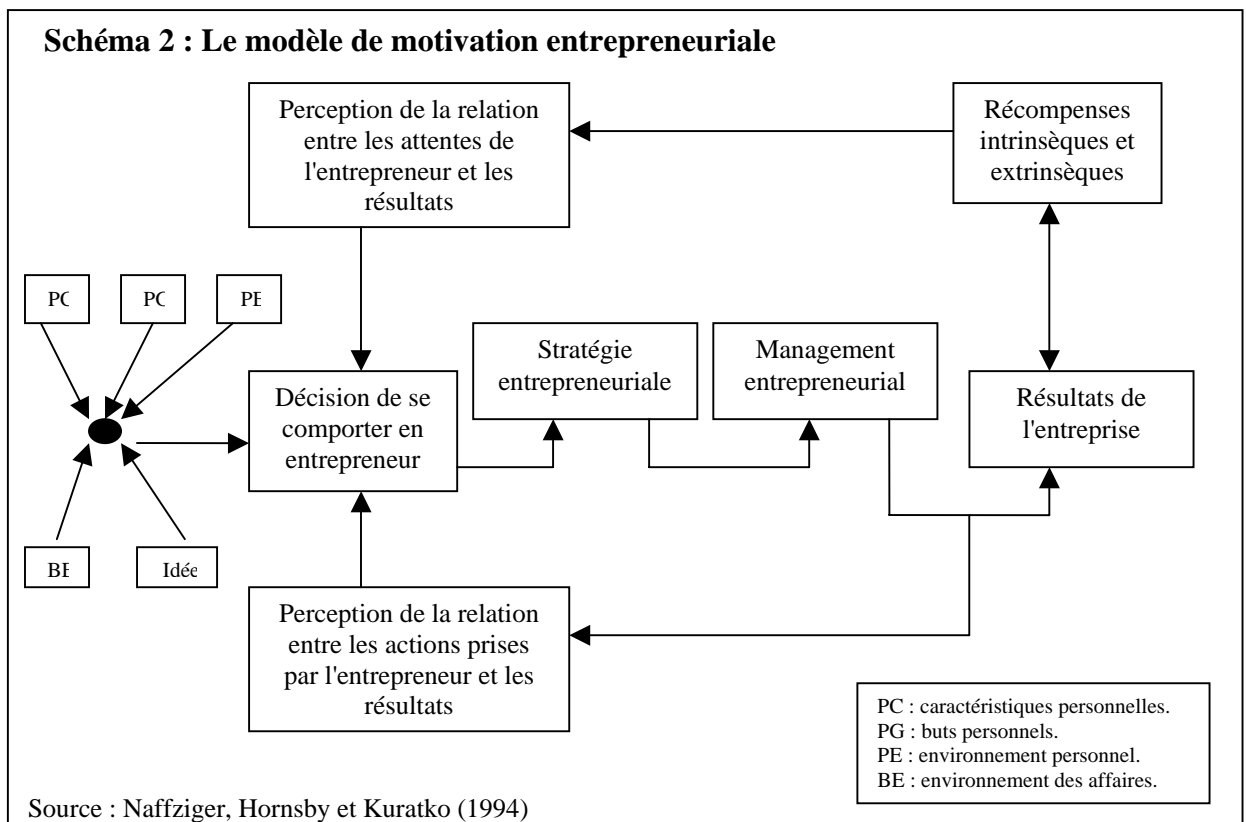 Schéma 2 : Le modèle de motivation entrepreneuriale
Perception de la relation
entre les attentes de
l'entrepreneur et les
résultats
Récompenses
intrinsèques et
extrinsèques
PC
PC
PE
Stratégie
entrepreneuriale
Management
entrepreneurial
Décision de se
comporter en
entrepreneur
Résultats de
l'entreprise
BE
Idée
Perception de la relation
entre les actions prises
par l'entrepreneur et les
résultats
PC : caractéristiques personnelles.
PG : buts personnels.
PE : environnement personnel.
BE : environnement des affaires.
Source : Naffziger, Hornsby et Kuratko (1994)